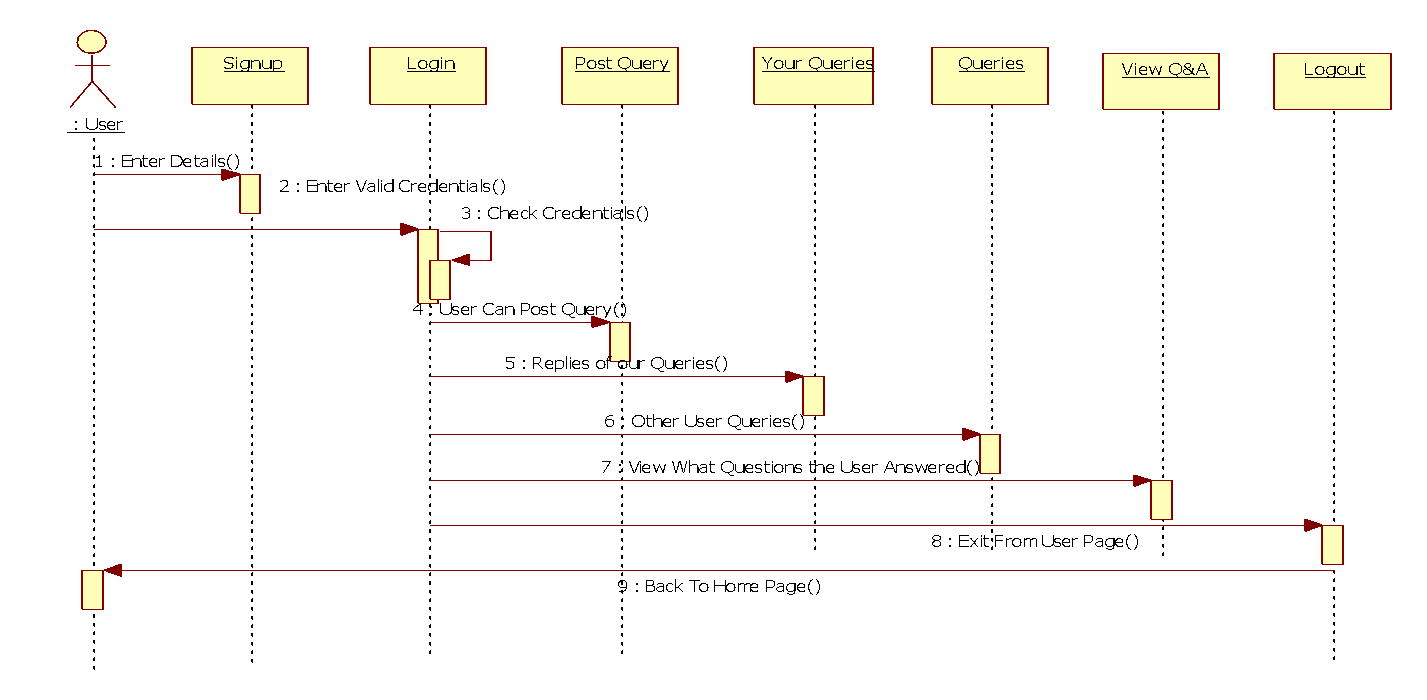 Signup
Login
Post Query
Your Queries
Queries
View Q&A
Logout
: User
1 : Enter Details()
2 : Enter Valid Credentials()
3 : Check Credentials()
4 : User Can Post Query()
5 : Replies of our Queries()
6 : Other User Queries()
7 : View What Questions the User Answered()
8 : Exit From User Page()
9 : Back To Home Page()